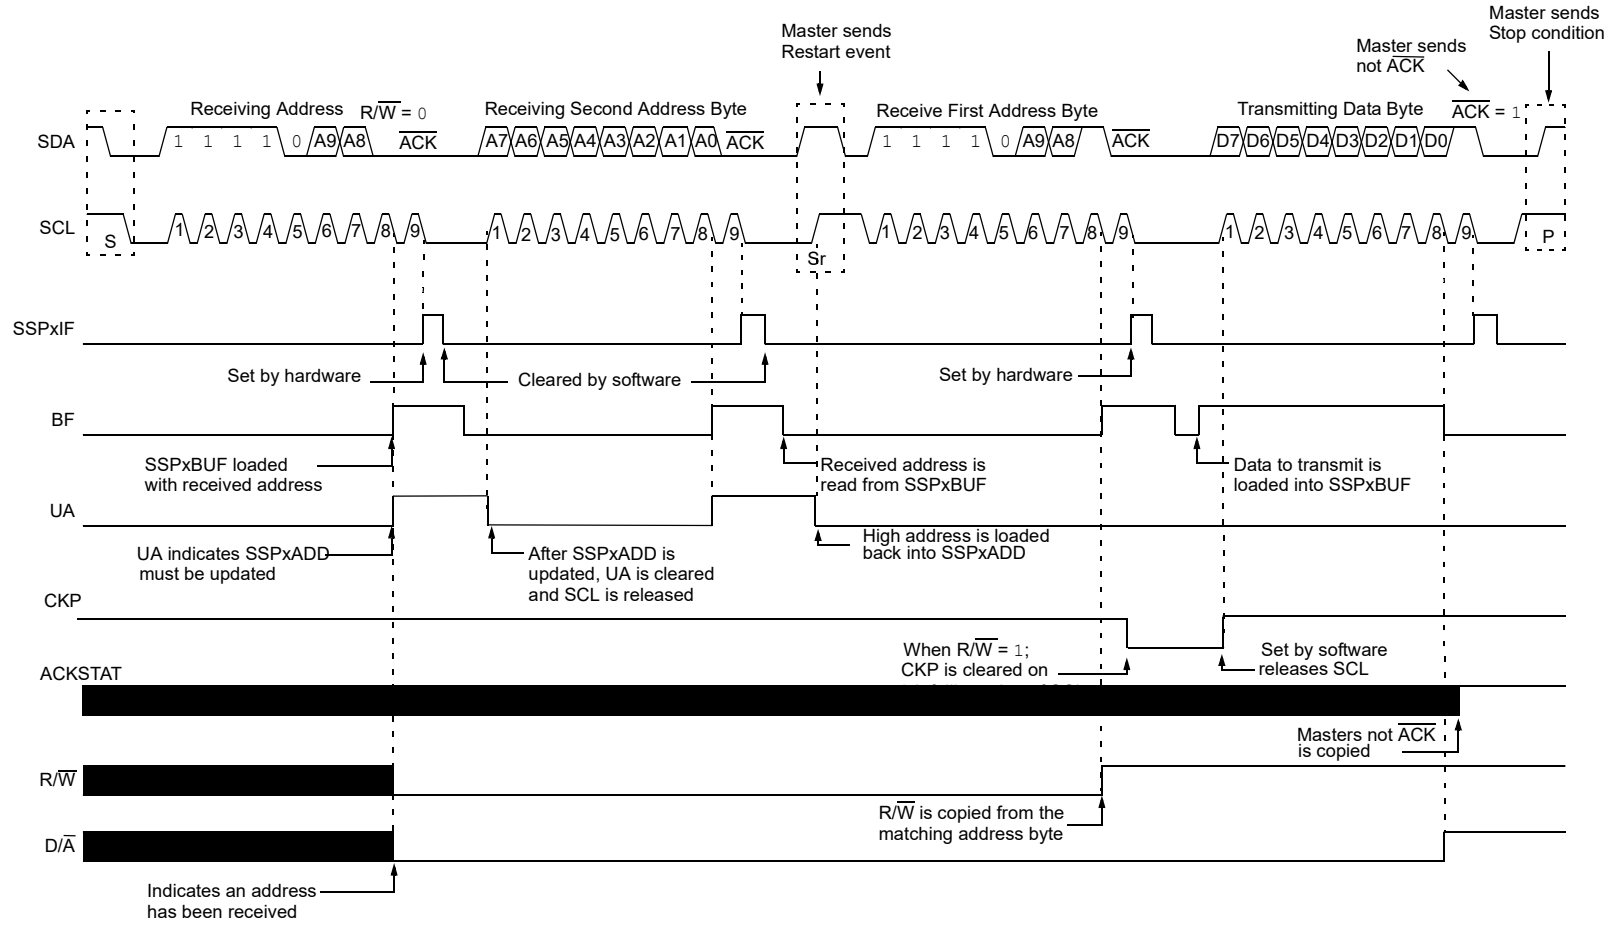 Master sends
Stop condition
Master sends
Restart event
Master sends
not ACK
Receiving Address R/W = 0
Receiving Second Address Byte
Receive First Address Byte
Transmitting Data Byte
ACK = 1
SDA
1 1 1 1 0 A9 A8 ACK
A7 A6 A5 A4 A3 A2 A1 A0 ACK
1 1 1 1 0 A9 A8 ACK
D7 D6 D5 D4 D3 D2 D1 D0
SCL
S
1 2 3 4 5 6 7 8 9
1 2 3 4 5 6 7 8 9
Sr
1 2 3 4 5 6 7 8 9
1 2 3 4 5 6 7 8 9
P
SSPxIF
Set by hardware
Cleared by software
Set by hardware
BF
SSPxBUF loaded
with received address
Received address is
read from SSPxBUF
Data to transmit is
loaded into SSPxBUF
UA
UA indicates SSPxADD
must be updated
After SSPxADD is
updated, UA is cleared
and SCL is released
High address is loaded
back into SSPxADD
CKP
When R/W = 1;
CKP is cleared on
Set by software
releases SCL
ACKSTAT
Masters not ACK
is copied
R/W
R/W is copied from the
matching address byte
D/A
Indicates an address
has been received